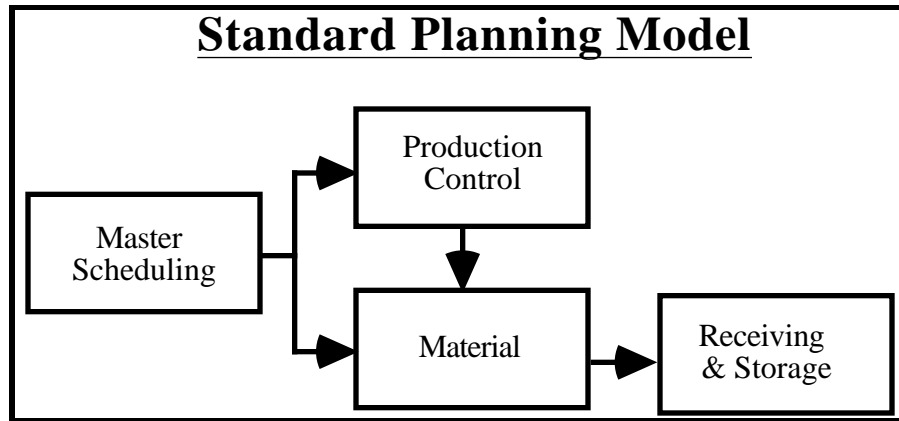 Standard Planning Model
Production
Control
Master
Scheduling
Material
Receiving
& Storage